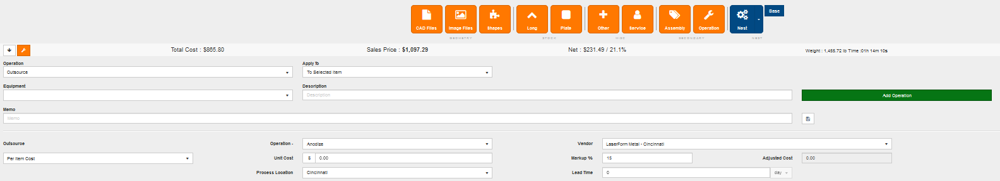 CAD Files Image Files Shapes Long Plate Other Service Assembly Operation Nest Base
GEOMETRY STOCK MISC SECONDARY NEST
Total Cost : $865.80 Sales Price : $1,097.29 Net : $231.49 / 21.1% Weight : 1,455.72 lb Time :01h 14m 10s
Operation Apply To
Outsource To Selected Item
Equipment Description
Description Add Operation
Memo
Memo
Outsource Operation - Anodize Vendor LaserForm Metal - Cincinnati
Per Item Cost Unit Cost $ 0.00 Markup % 15 Adjusted Cost 0.00
Process Location Cincinnati Lead Time 0 day